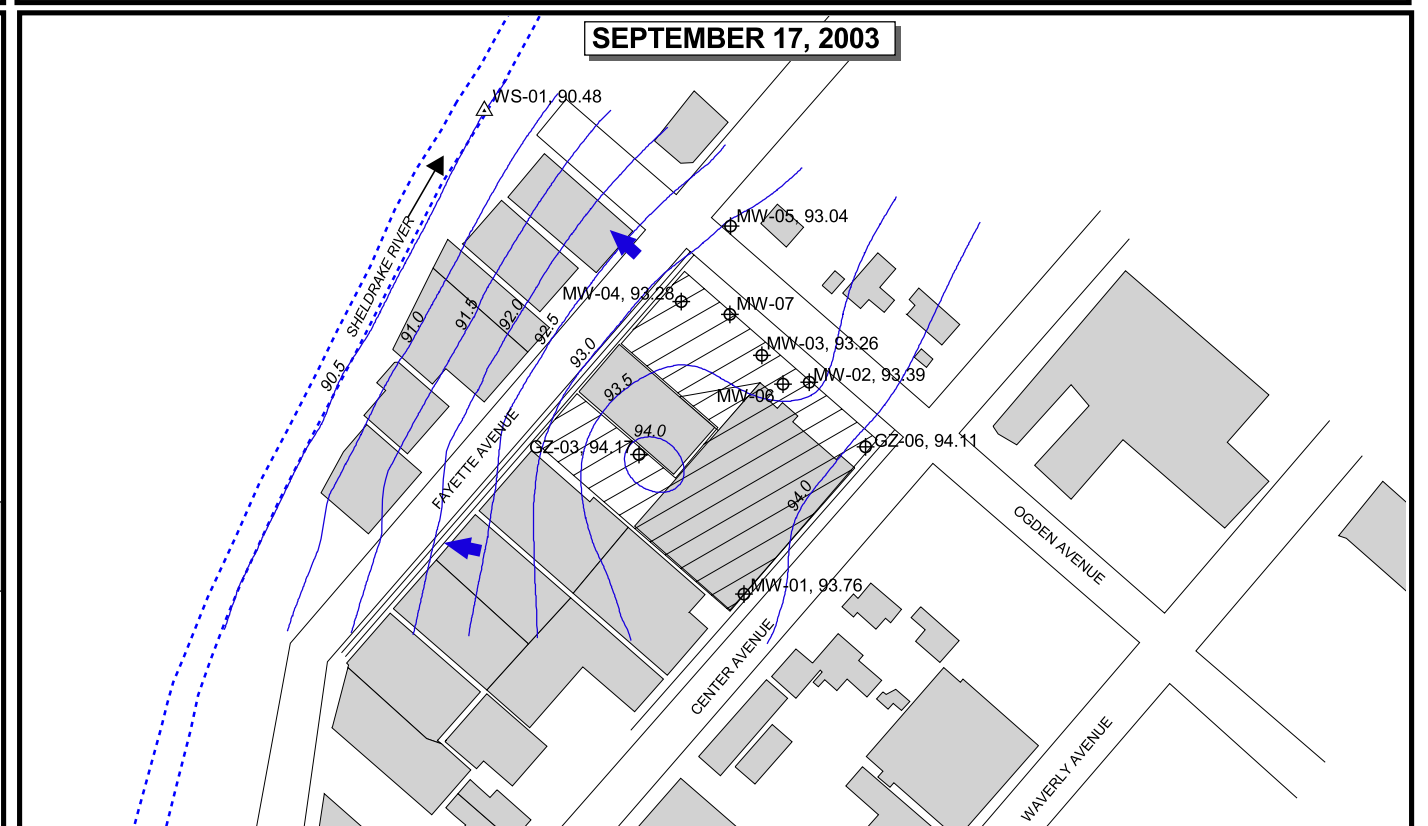 SEPTEMBER 17, 2003
WS-01, 90.48
SHELDRAKE RIVER
MW-05, 93.04
MW-04, 93.28
MW-07
MW-03, 93.26
MW-02, 93.39
MW-06
GZ-06, 94.11
GZ-03, 94.17
MW-01, 93.76
90.5
91.0
91.5
92.0
92.5
93.0
93.5
94.0
94.0
FAYETTE AVENUE
CENTER AVENUE
OGDEN AVENUE
WAVERLY AVENUE